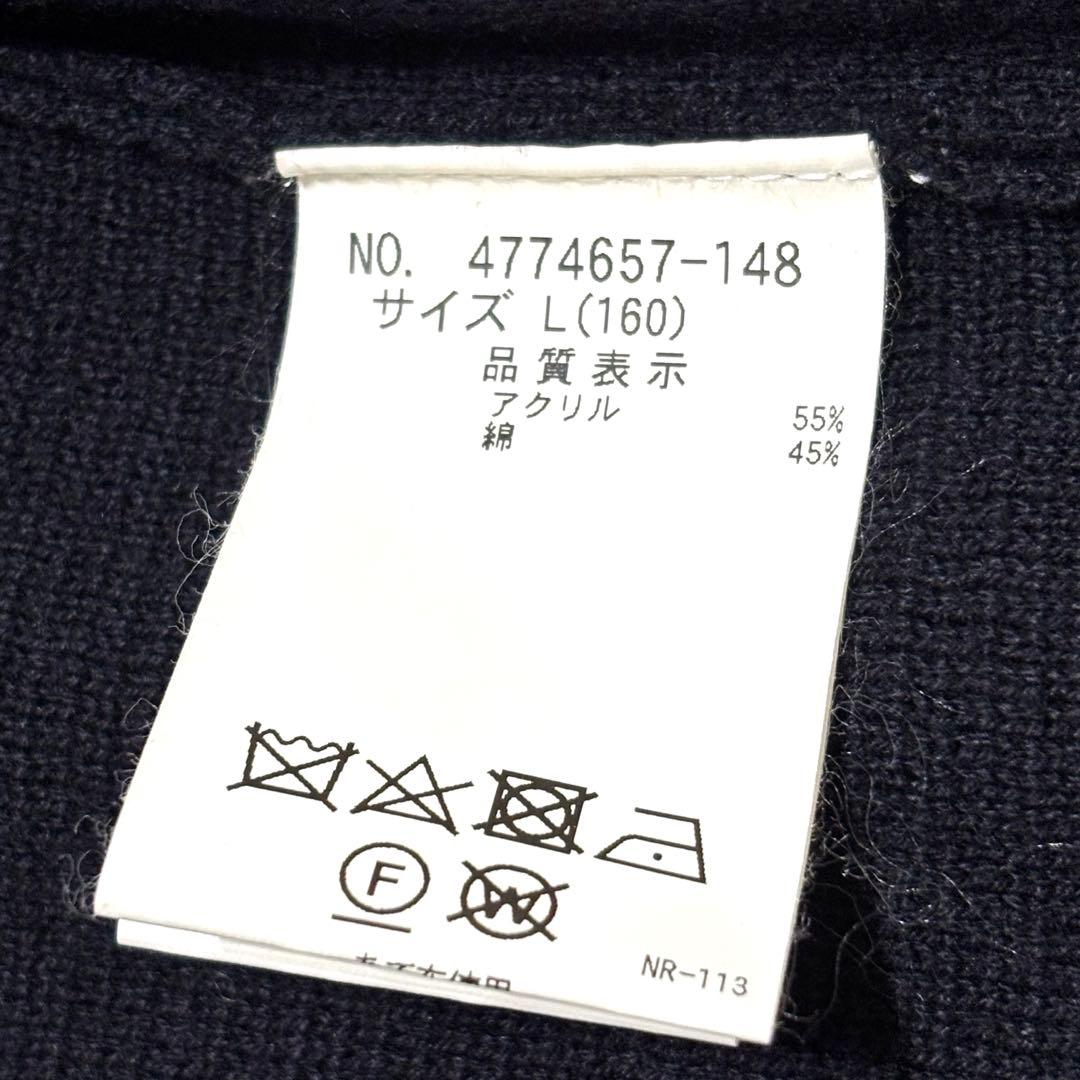 NO. 4774657-148
サイズ L(160)
品質表示
アクリル 55%
綿 45%
F
W
NR-113